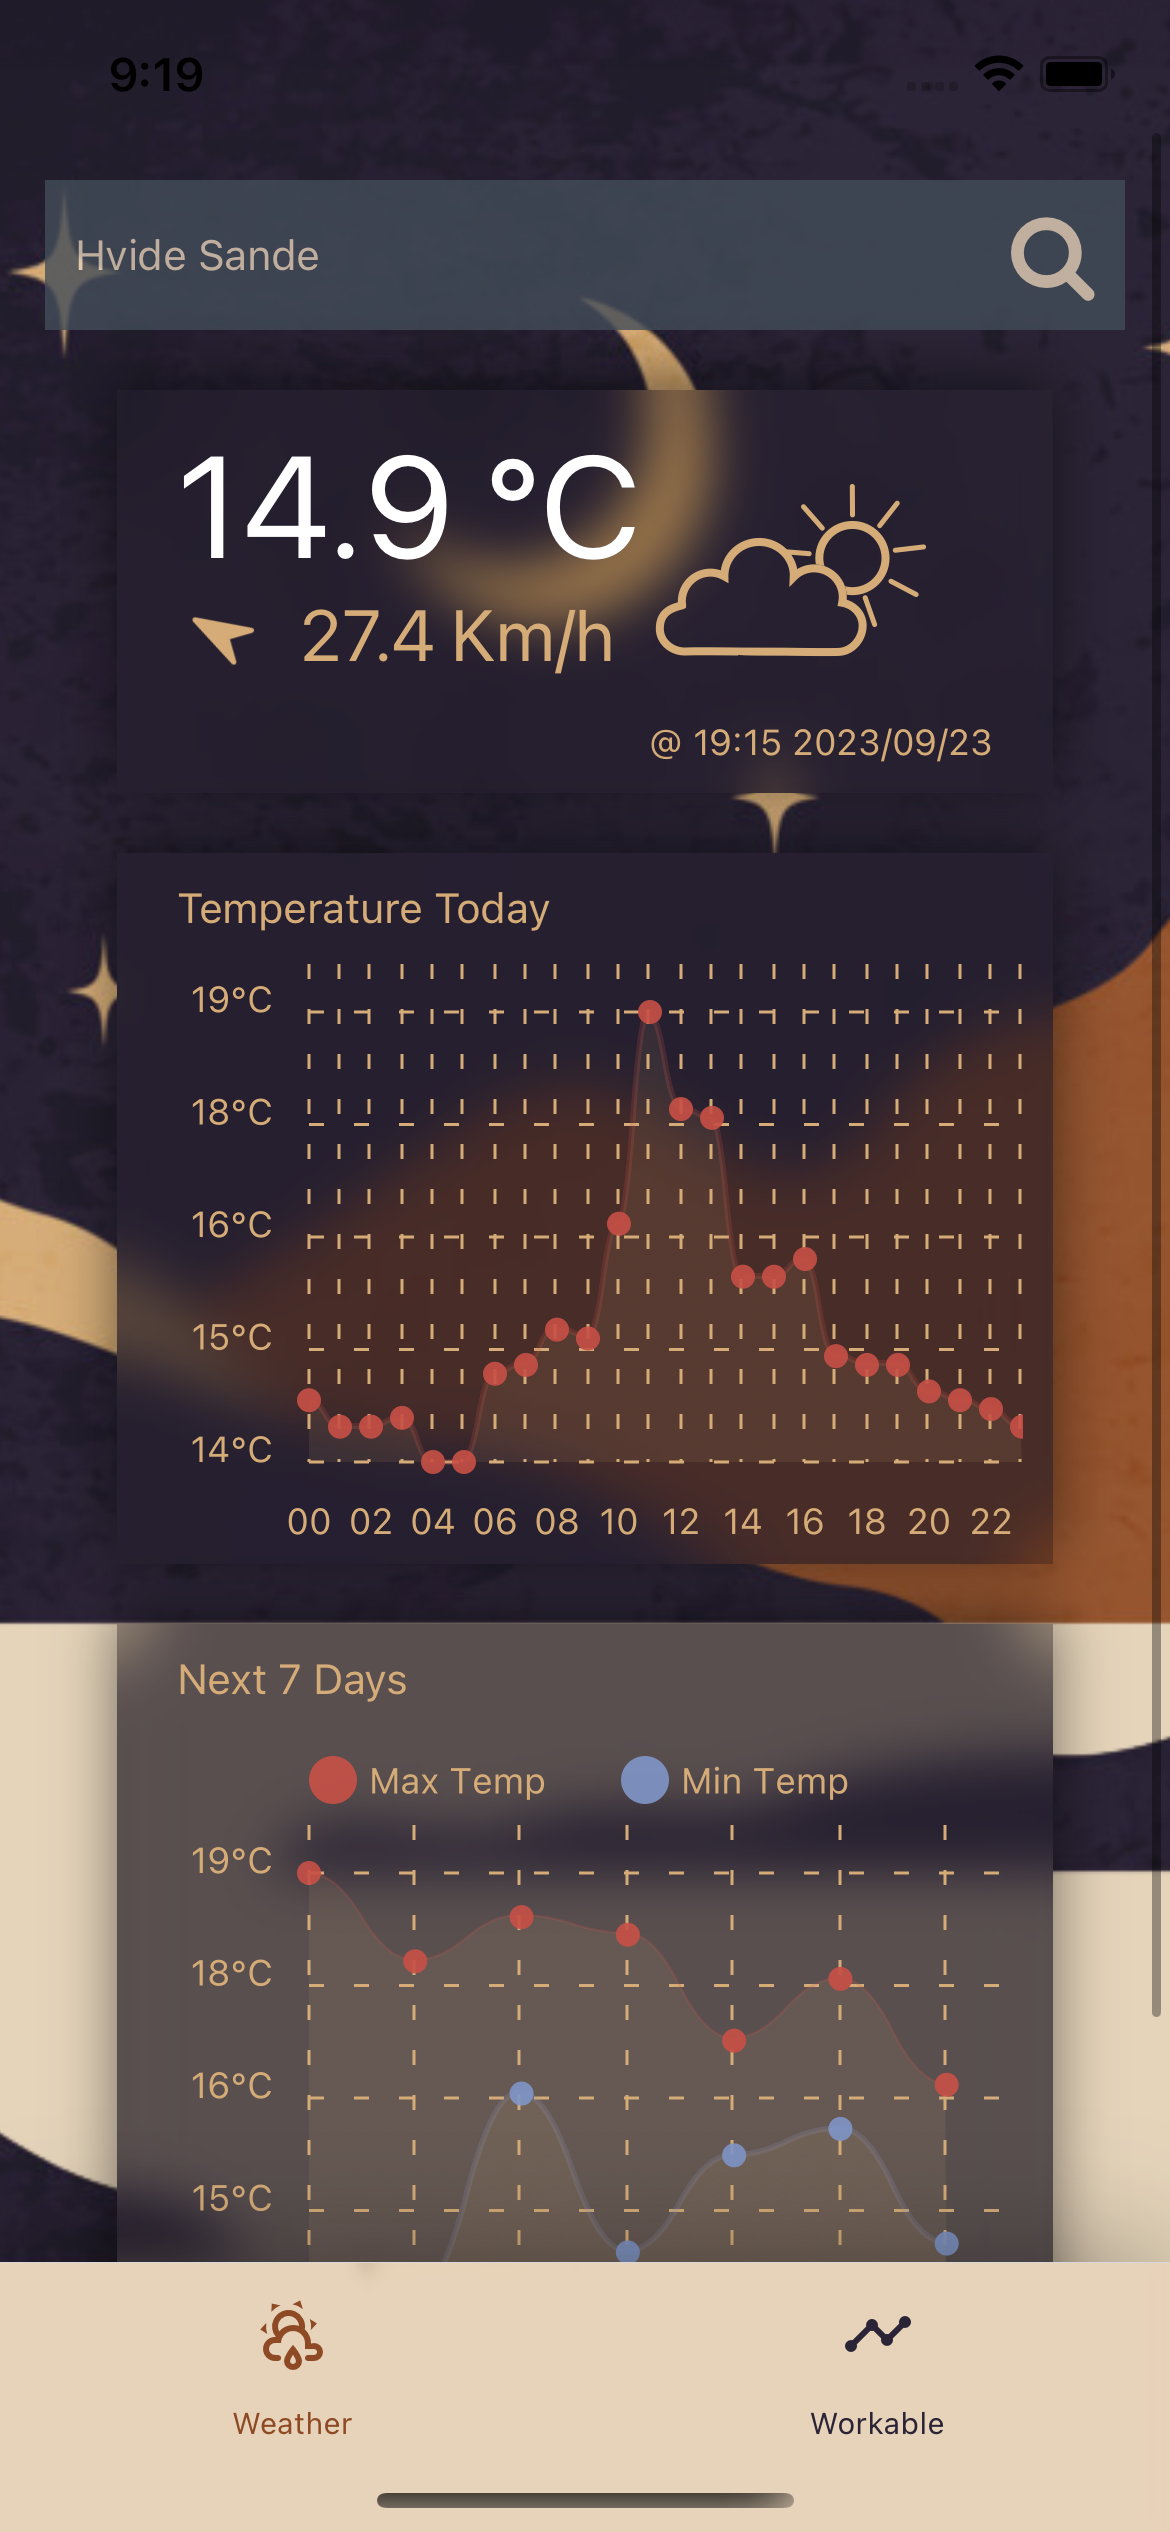 9:19
Hvide Sande
14.9 °C
27.4 Km/h
@ 19:15 2023/09/23
Temperature Today
19°C
18°C
16°C
15°C
14°C
00 02 04 06 08 10 12 14 16 18 20 22
Next 7 Days
Max Temp Min Temp
19°C
18°C
16°C
15°C
Weather Workable